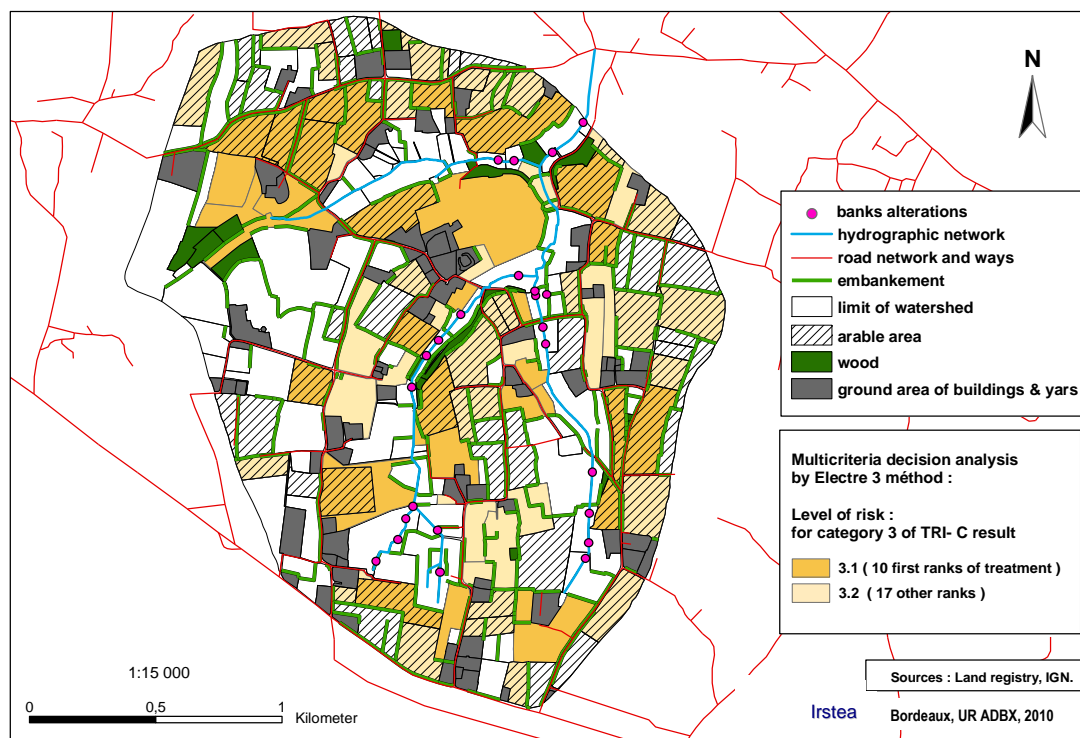 N
banks alterations
hydrographic network
road network and ways
embankement
limit of watershed
arable area
wood
ground area of buildings & yars
Multicriteria decision analysis
by Electre 3 méthod :
Level of risk :
for category 3 of TRI- C result
3.1 ( 10 first ranks of treatment )
3.2 ( 17 other ranks )
1:15 000
0 0,5 1 Kilometer
Sources : Land registry, IGN.
Irstea Bordeaux, UR ADBX, 2010